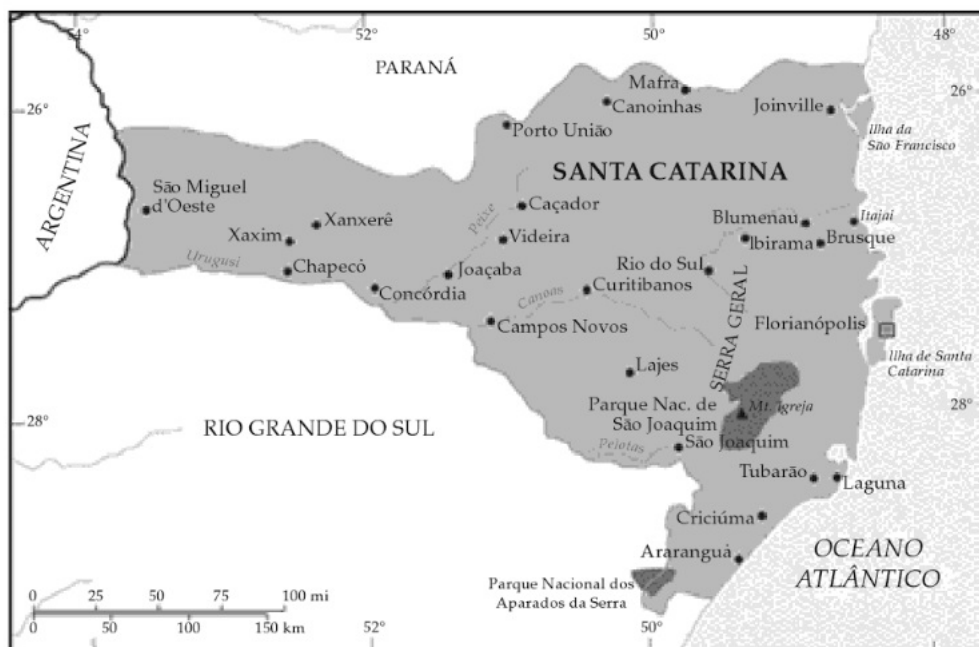 54°
52°
50°
48°
PARANÁ
Mafra
Canoinhas
Joinville
26°
26°
Porto União
Ilha da
São Francisco
ARGENTINA
SANTA CATARINA
São Miguel
d'Oeste
Caçador
Xanxerê
Xaxim
Peixe
Videira
Blumenau
Itajaí
Ibirama
Brusque
Urugusi
Chapecó
Joaçaba
Rio do Sul
Concórdia
Canoas
Curitibanos
SERRA GERAL
Campos Novos
Florianópolis
Ilha de Santa
Catarina
Lajes
28°
28°
Parque Nac. de
São Joaquim
Mt. Igreja
RIO GRANDE DO SUL
Pelotas
São Joaquim
Tubarão
Laguna
Criciúma
Araranguá
OCEANO
ATLÂNTICO
Parque Nacional dos
Aparados da Serra
0 25 75 50 100 mi
0 50 100 150 km
52°
50°